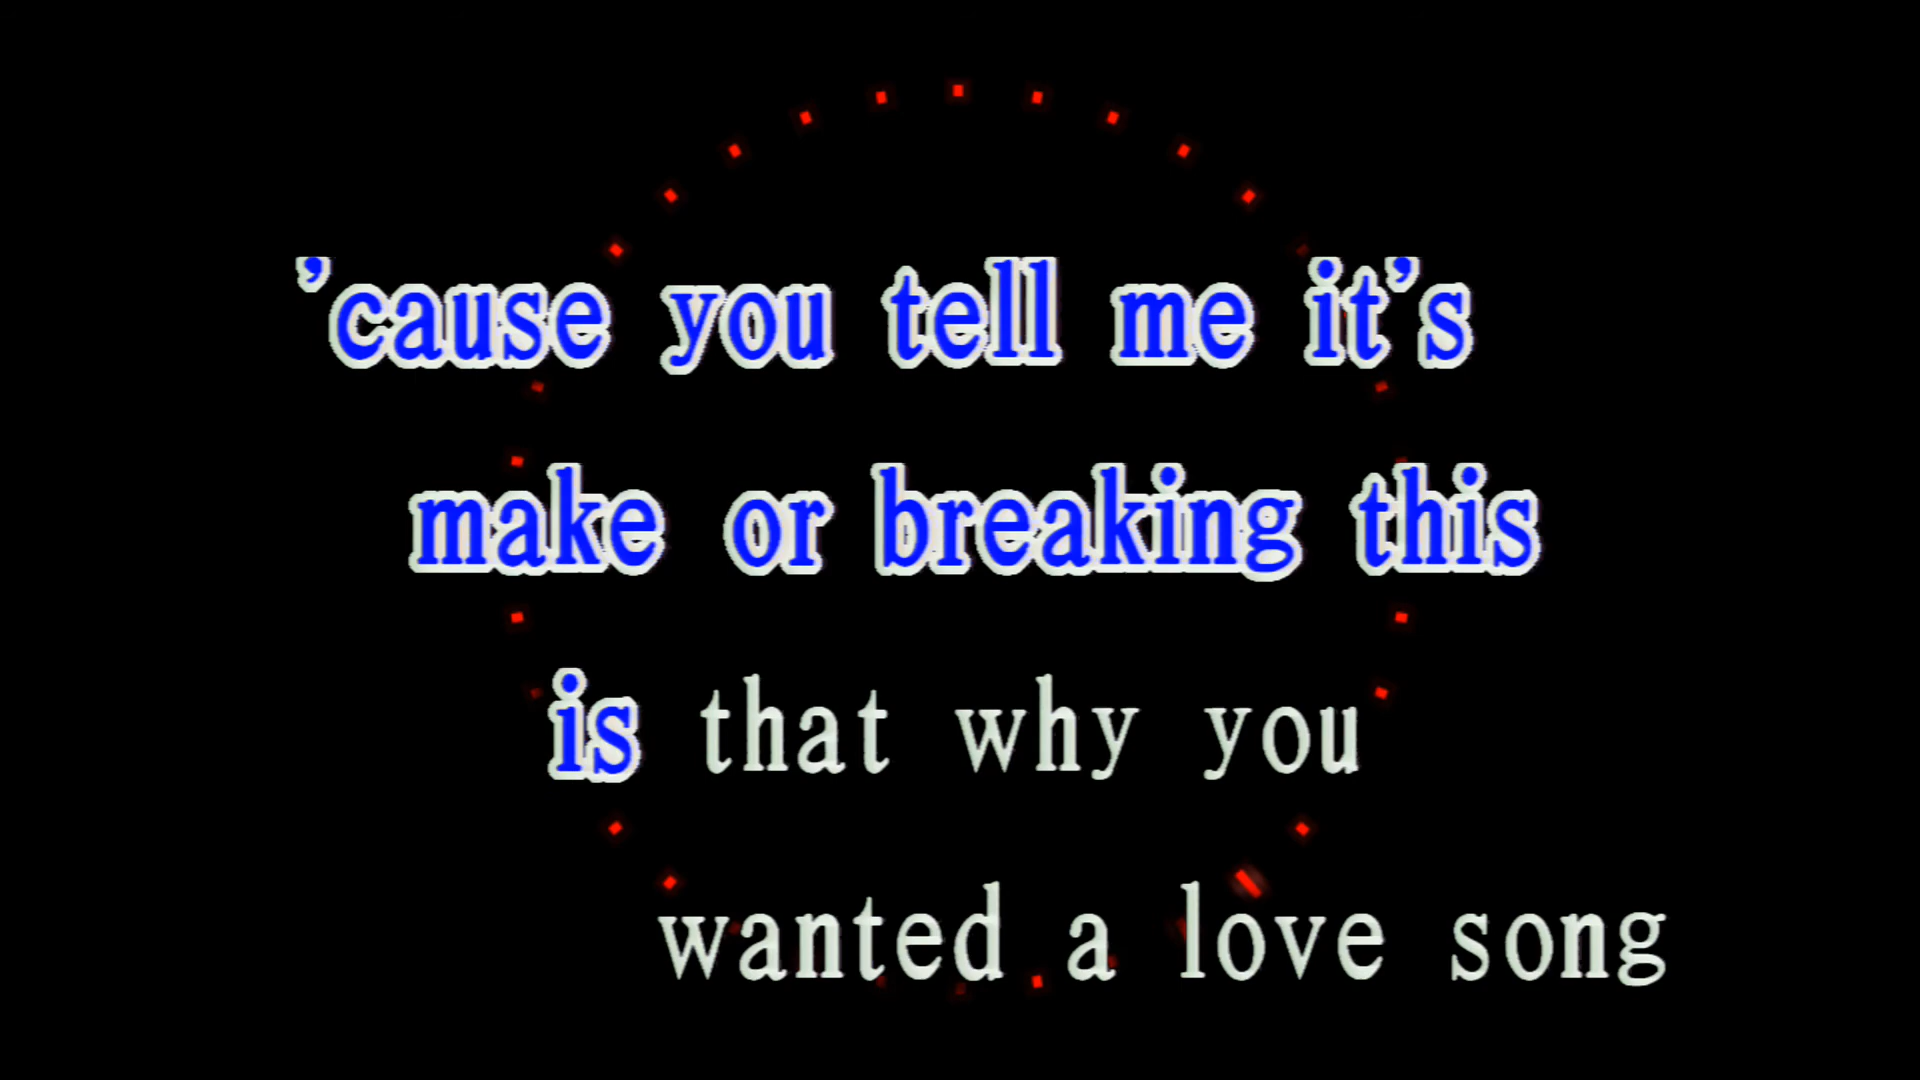 ’cause you tell me it’s
make or breaking this
is that why you
wanted a love song